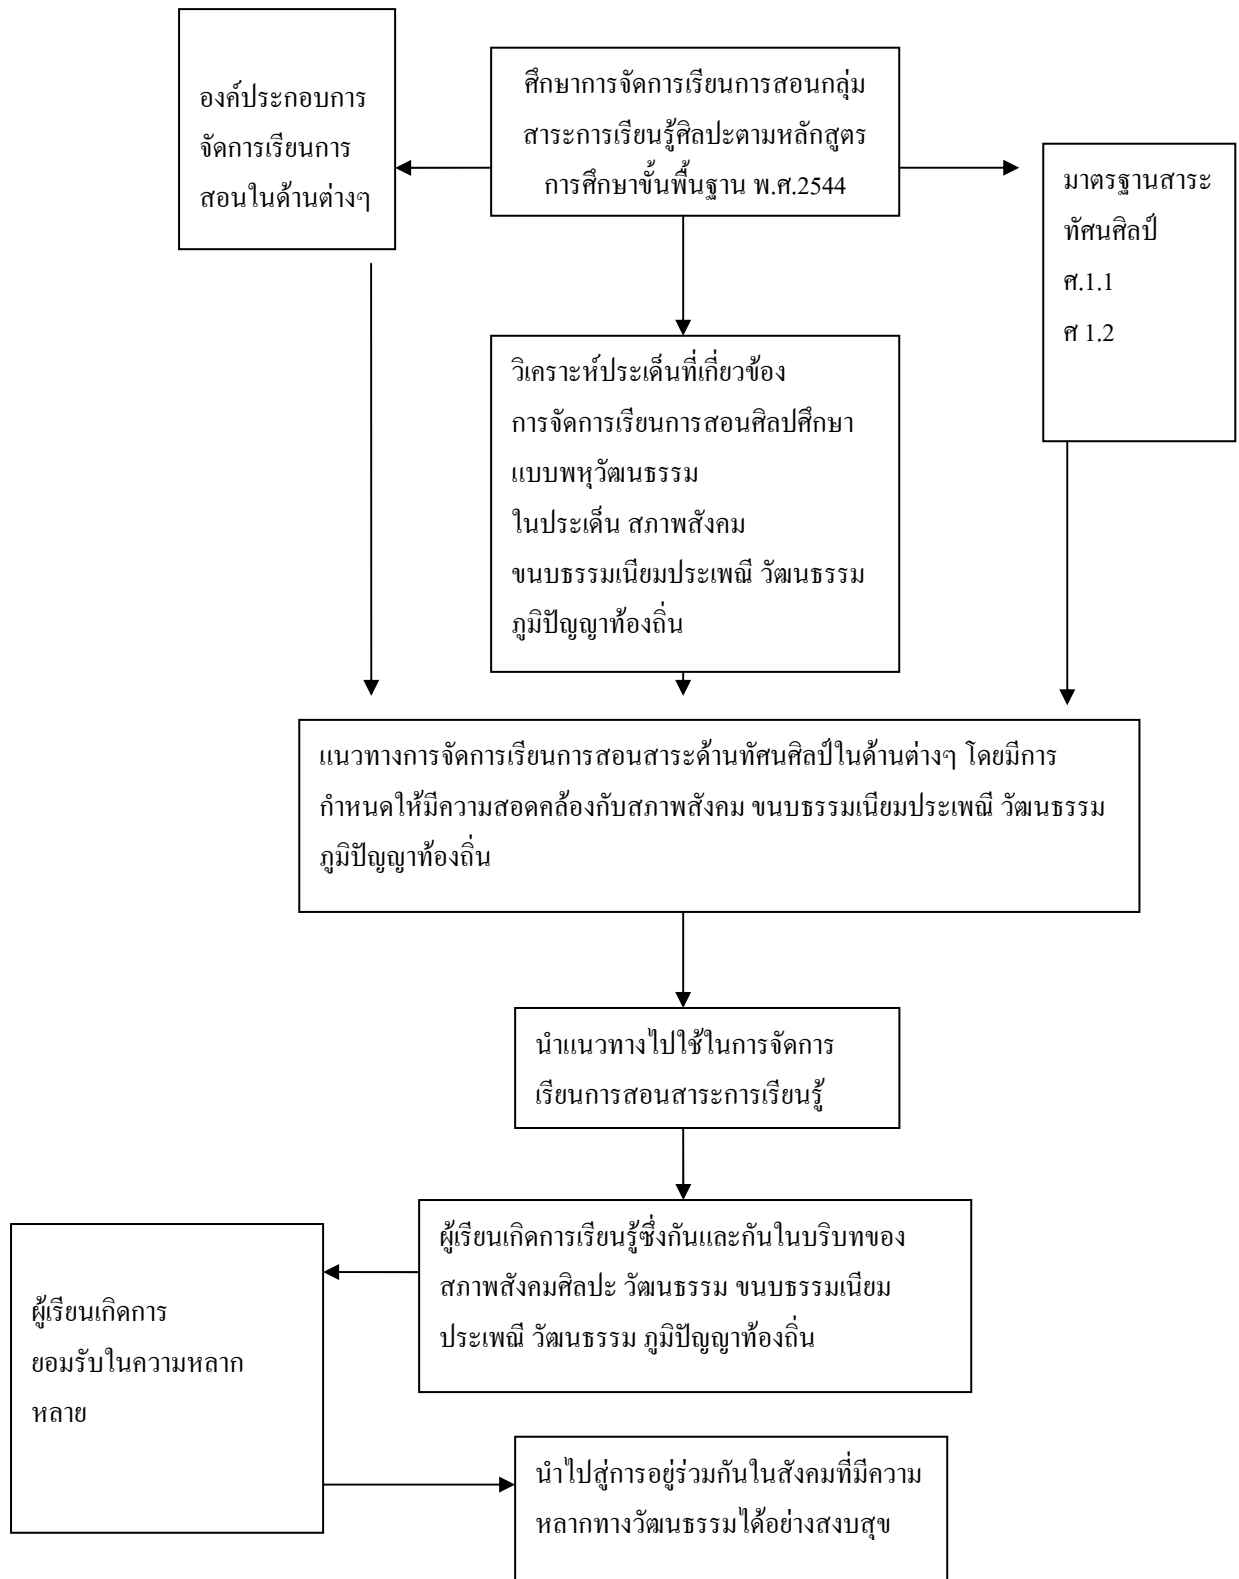 องค์ประกอบการ
จัดการเรียนการ
สอนในด้านต่างๆ
ศึกษาการจัดการเรียนการสอนกลุ่ม
สาระการเรียนรู้ศิลปะตามหลักสูตร
การศึกษาขั้นพื้นฐาน พ.ศ.2544
มาตรฐานสาระ
ทัศนศิลป์
ศ.1.1
ศ 1.2
วิเคราะห์ประเด็นที่เกี่ยวข้อง
การจัดการเรียนการสอนศิลปศึกษา
แบบพหุวัฒนธรรม
ในประเด็น สภาพสังคม
ขนบธรรมเนียมประเพณี วัฒนธรรม
ภูมิปัญญาท้องถิ่น
แนวทางการจัดการเรียนการสอนสาระด้านทัศนศิลป์ในด้านต่างๆ โดยมีการ
กำหนดให้มีความสอดคล้องกับสภาพสังคม ขนบธรรมเนียมประเพณี วัฒนธรรม
ภูมิปัญญาท้องถิ่น
นำแนวทางไปใช้ในการจัดการ
เรียนการสอนสาระการเรียนรู้
ผู้เรียนเกิดการเรียนรู้ซึ่งกันและกันในบริบทของ
สภาพสังคมศิลปะ วัฒนธรรม ขนบธรรมเนียม
ประเพณี วัฒนธรรม ภูมิปัญญาท้องถิ่น
ผู้เรียนเกิดการ
ยอมรับในความหลาก
หลาย
นำไปสู่การอยู่ร่วมกันในสังคมที่มีความ
หลากทางวัฒนธรรมได้อย่างสงบสุข